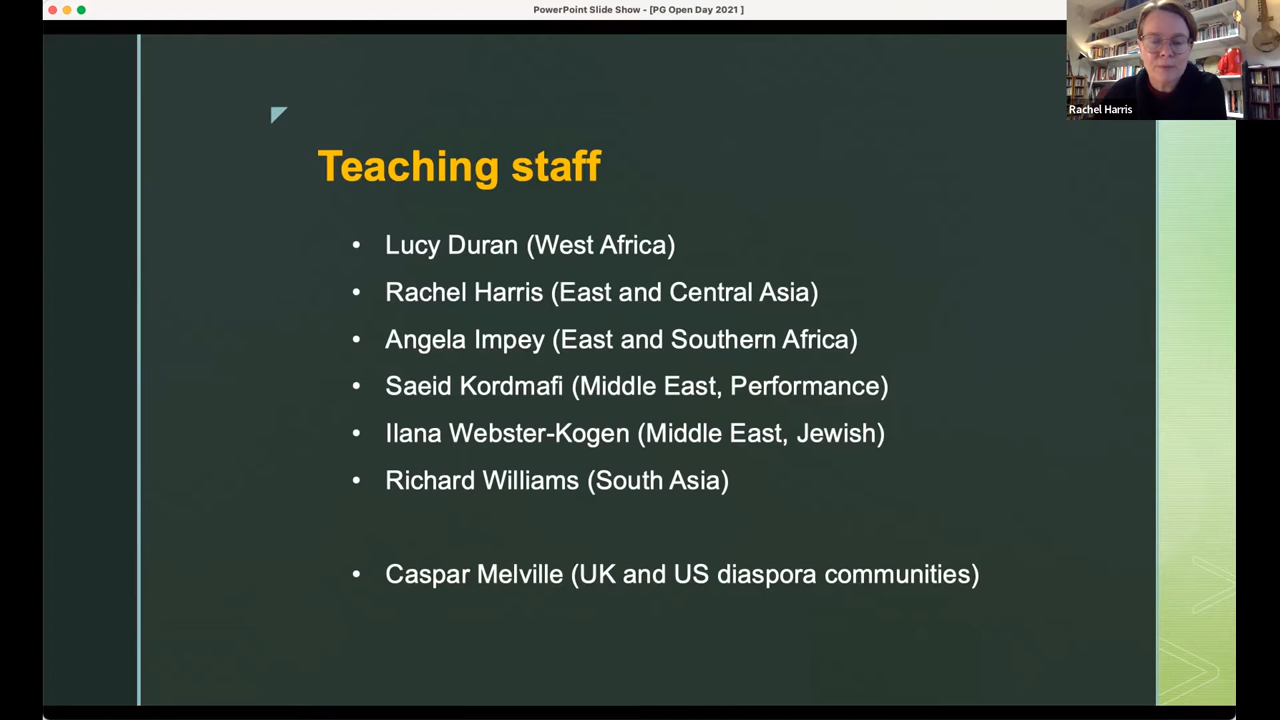 PowerPoint Slide Show - [PG Open Day 2021 ]
Rachel Harris
Teaching staff
• Lucy Duran (West Africa)
• Rachel Harris (East and Central Asia)
• Angela Impey (East and Southern Africa)
• Saeid Kordmafi (Middle East, Performance)
• Ilana Webster-Kogen (Middle East, Jewish)
• Richard Williams (South Asia)
• Caspar Melville (UK and US diaspora communities)